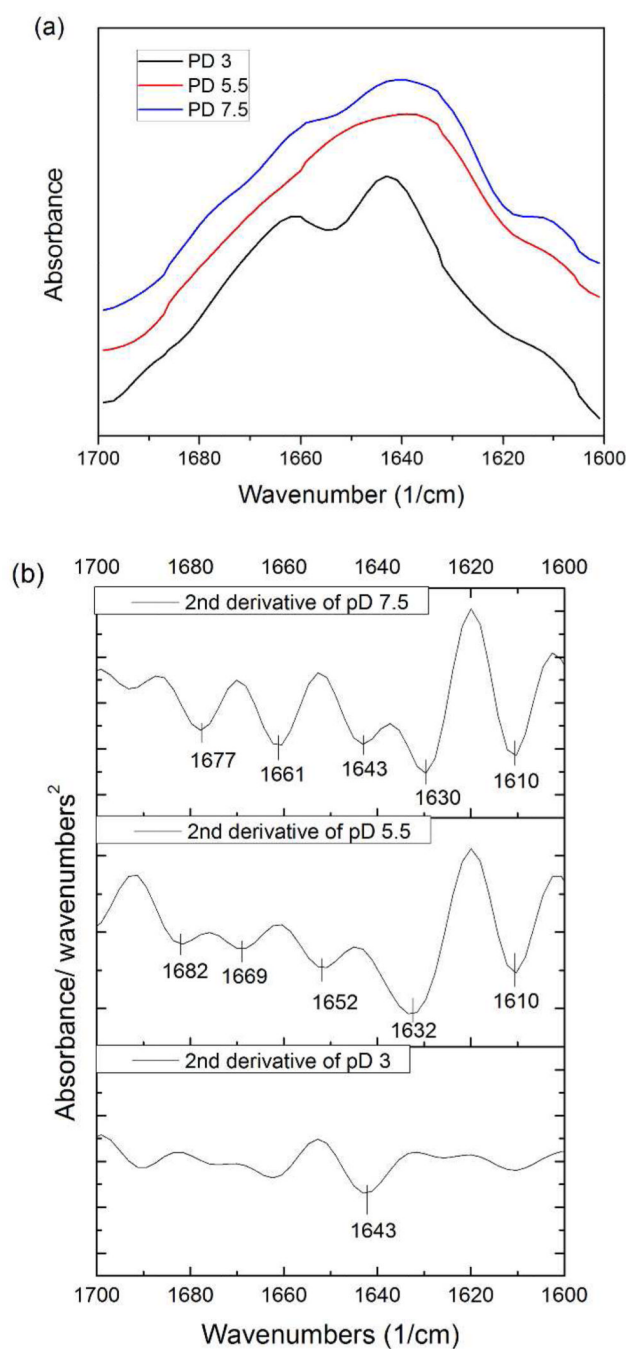 (a)
PD 3
PD 5.5
PD 7.5
Absorbance
1700 1680 1660 1640 1620 1600
Wavenumber (1/cm)
(b)
1700 1680 1660 1640 1620 1600
2nd derivative of pD 7.5
1677 1661 1643 1630 1610
2nd derivative of pD 5.5
1682 1669 1652 1632 1610
2nd derivative of pD 3
1643
Absorbance/ wavenumbers²
1700 1680 1660 1640 1620 1600
Wavenumbers (1/cm)